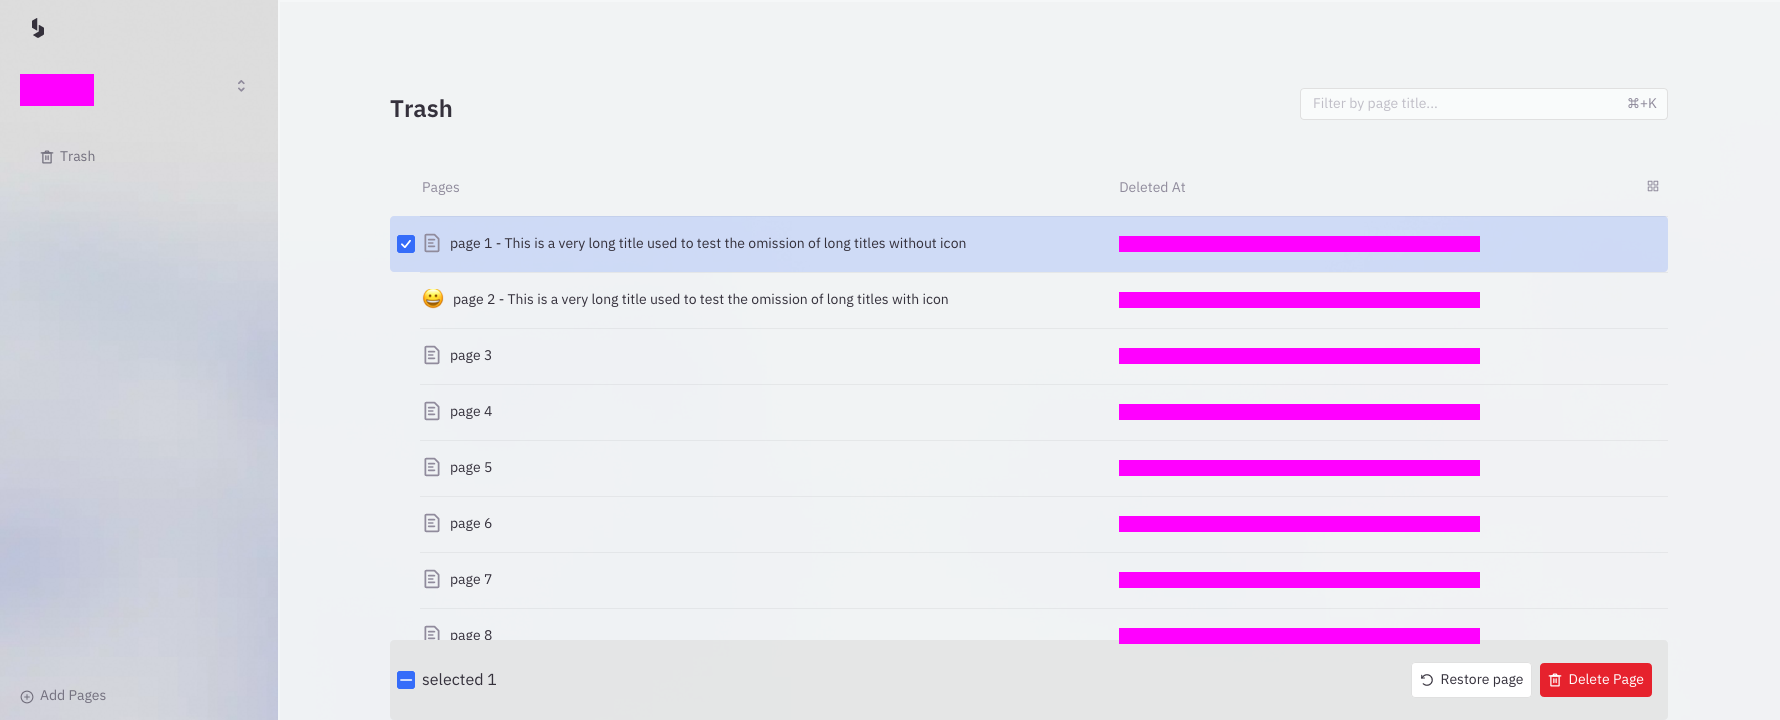 Trash
Trash
Filter by page title...
⌘+K
Pages
Deleted At
page 1 - This is a very long title used to test the omission of long titles without icon
page 2 - This is a very long title used to test the omission of long titles with icon
page 3
page 4
page 5
page 6
page 7
page 8
selected 1
Restore page
Delete Page
Add Pages